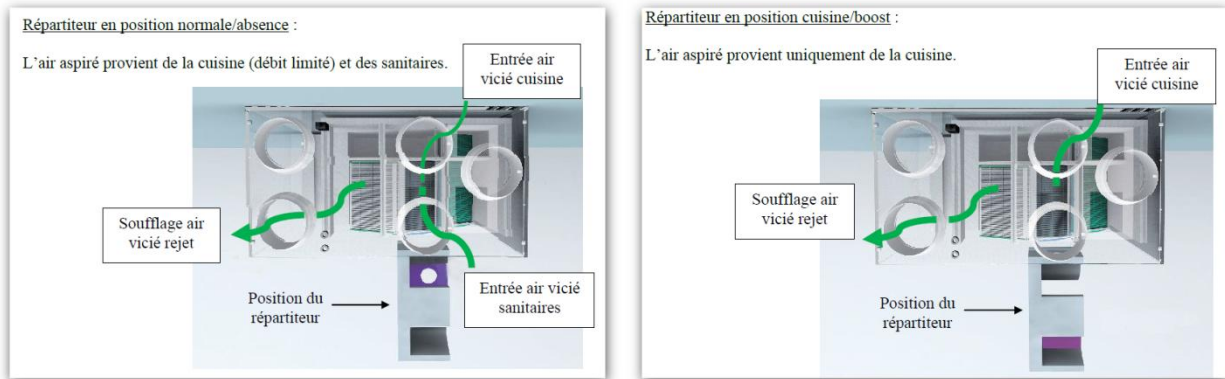 Répartiteur en position normale/absence :
L'air aspiré provient de la cuisine (débit limité) et des sanitaires.
Entrée air
vicié cuisine
Soufflage air
vicié rejet
Position du
répartiteur
Entrée air vicié
sanitaires
Répartiteur en position cuisine/boost :
L'air aspiré provient uniquement de la cuisine.
Entrée air
vicié cuisine
Soufflage air
vicié rejet
Position du
répartiteur